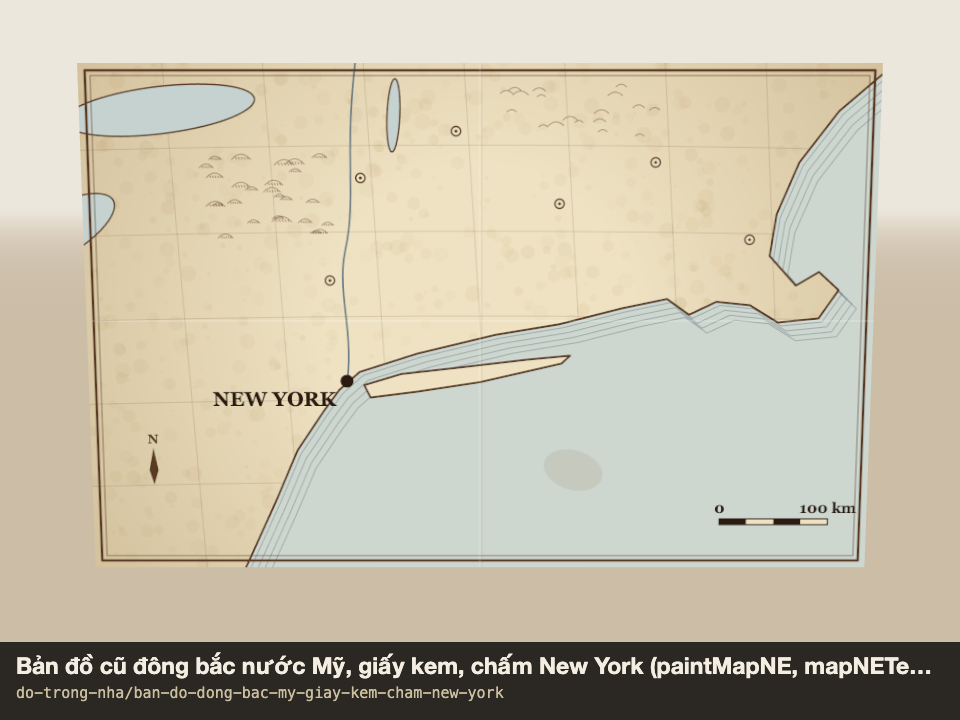 NEW YORK
N
0 100 km
Bản đồ cũ đông bắc nước Mỹ, giấy kem, chấm New York (paintMapNE, mapNETe…
do-trong-nha/ban-do-dong-bac-my-giay-kem-cham-new-york